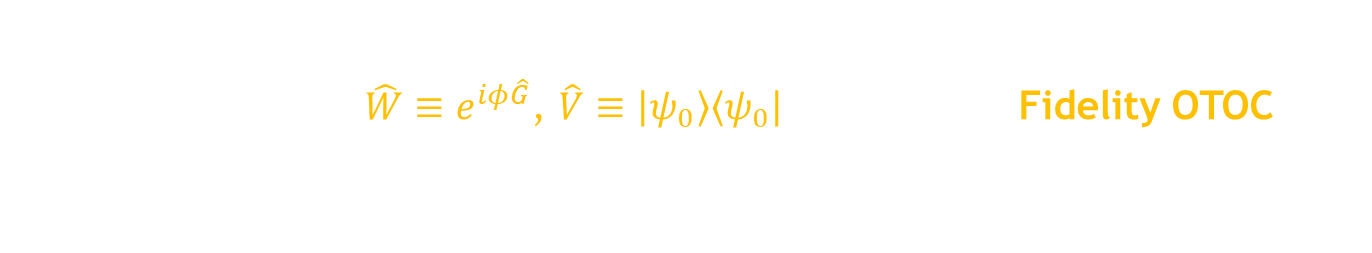 Ŵ ≡ e^{iϕĜ}, V̂ ≡ |ψ₀⟩⟨ψ₀| Fidelity OTOC